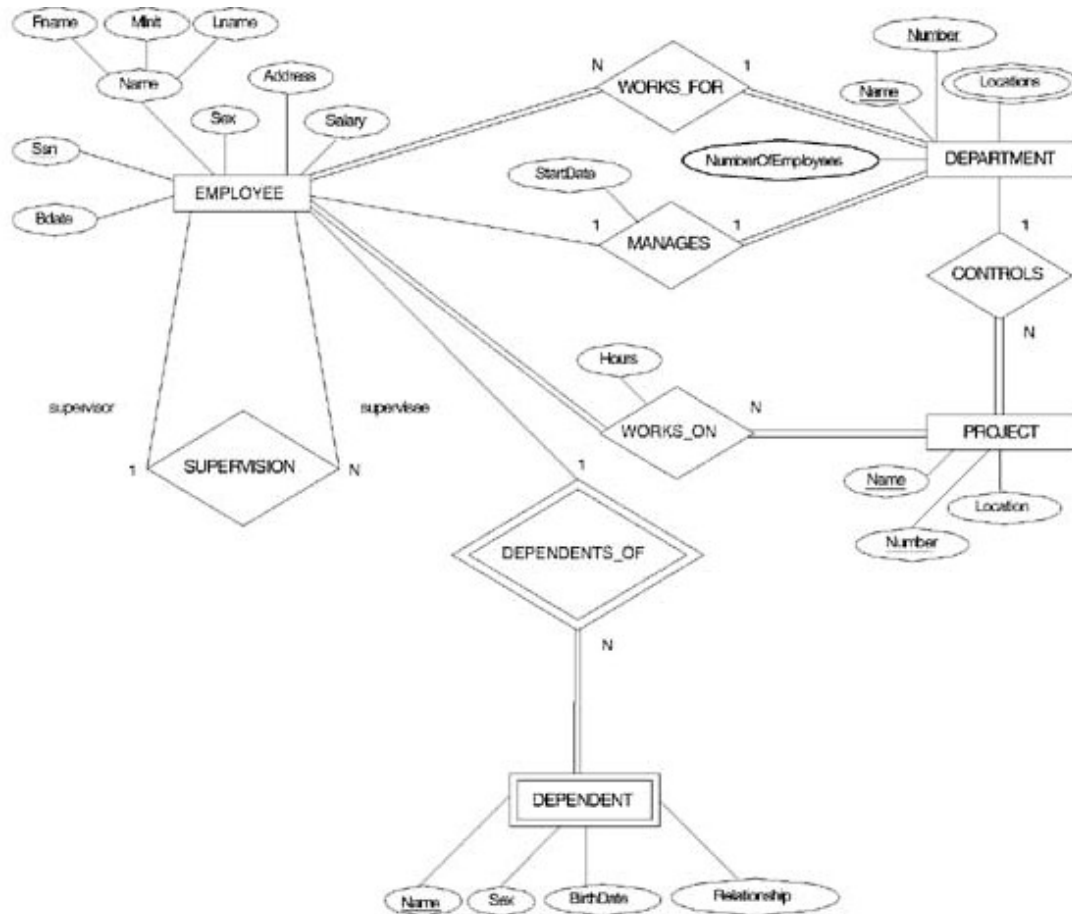 Fname
Minit
Lname
Name
Address
Sex
Salary
Ssn
Bdate
EMPLOYEE
N
WORKS_FOR
1
Number
Name
Locations
NumberOfEmployees
DEPARTMENT
StartDate
1
MANAGES
1
1
CONTROLS
N
supervisor
supervisee
1
SUPERVISION
N
Hours
WORKS_ON
N
PROJECT
Name
Number
Location
1
DEPENDENTS_OF
N
DEPENDENT
Name
Sex
BirthDate
Relationship